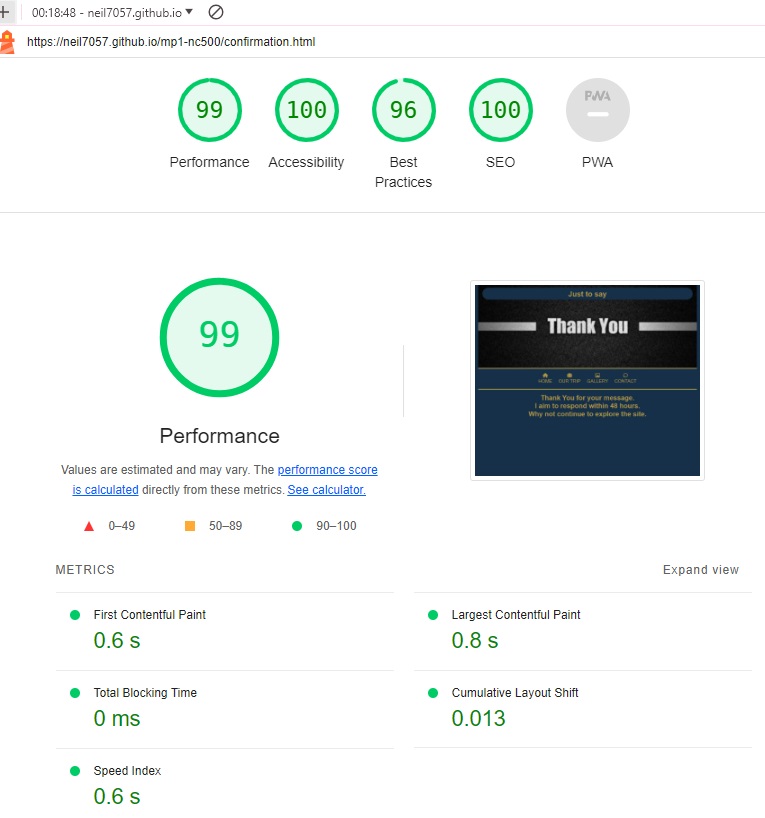 00:18:48 - neil7057.github.io
https://neil7057.github.io/mp1-nc500/confirmation.html
99 100 96 100 PWA
Performance Accessibility Best Practices SEO PWA
99
Just to say
Thank You
HOME OUR TRIP GALLERY CONTACT
Thank You for your message.
I aim to respond within 48 hours.
Why not continue to explore the site.
Performance
Values are estimated and may vary. The performance score
is calculated directly from these metrics. See calculator.
0–49 50–89 90–100
METRICS Expand view
First Contentful Paint
0.6 s
Largest Contentful Paint
0.8 s
Total Blocking Time
0 ms
Cumulative Layout Shift
0.013
Speed Index
0.6 s